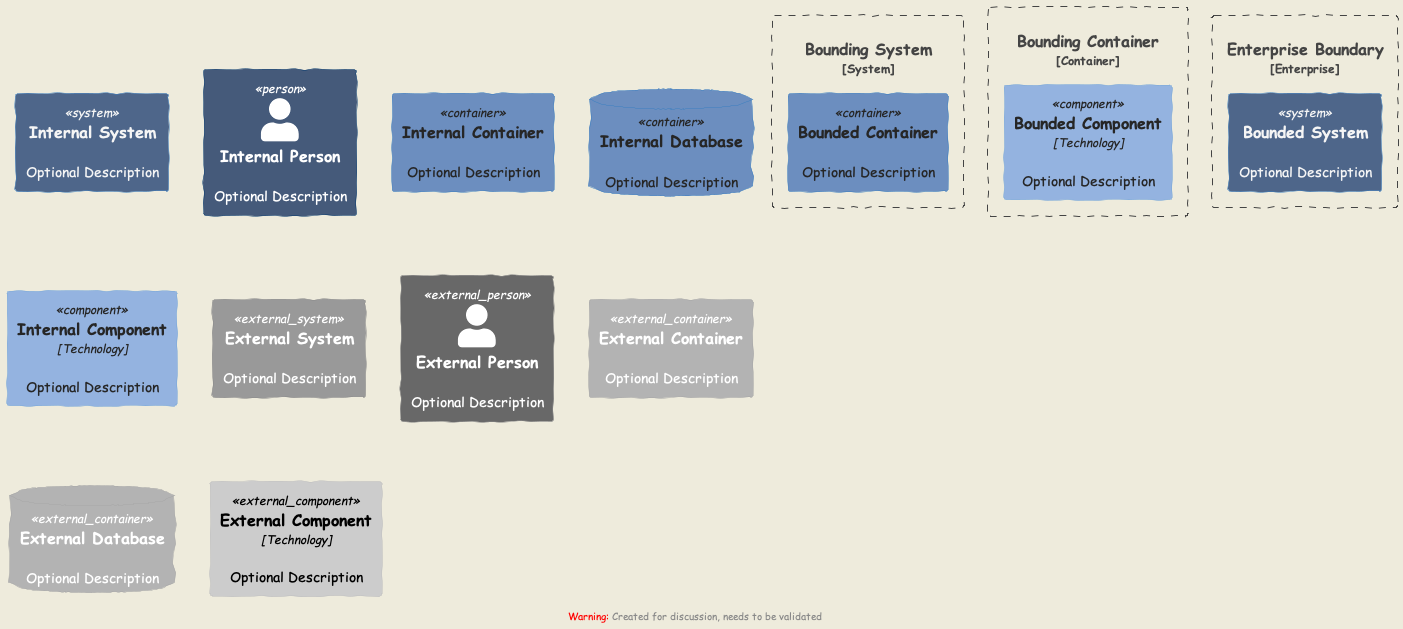 «system»
Internal System
Optional Description
«person»
Internal Person
Optional Description
«container»
Internal Container
Optional Description
«container»
Internal Database
Optional Description
Bounding System
[System]
«container»
Bounded Container
Optional Description
Bounding Container
[Container]
«component»
Bounded Component
[Technology]
Optional Description
Enterprise Boundary
[Enterprise]
«system»
Bounded System
Optional Description
«component»
Internal Component
[Technology]
Optional Description
«external_system»
External System
Optional Description
«external_person»
External Person
Optional Description
«external_container»
External Container
Optional Description
«external_container»
External Database
Optional Description
«external_component»
External Component
[Technology]
Optional Description
Warning: Created for discussion, needs to be validated